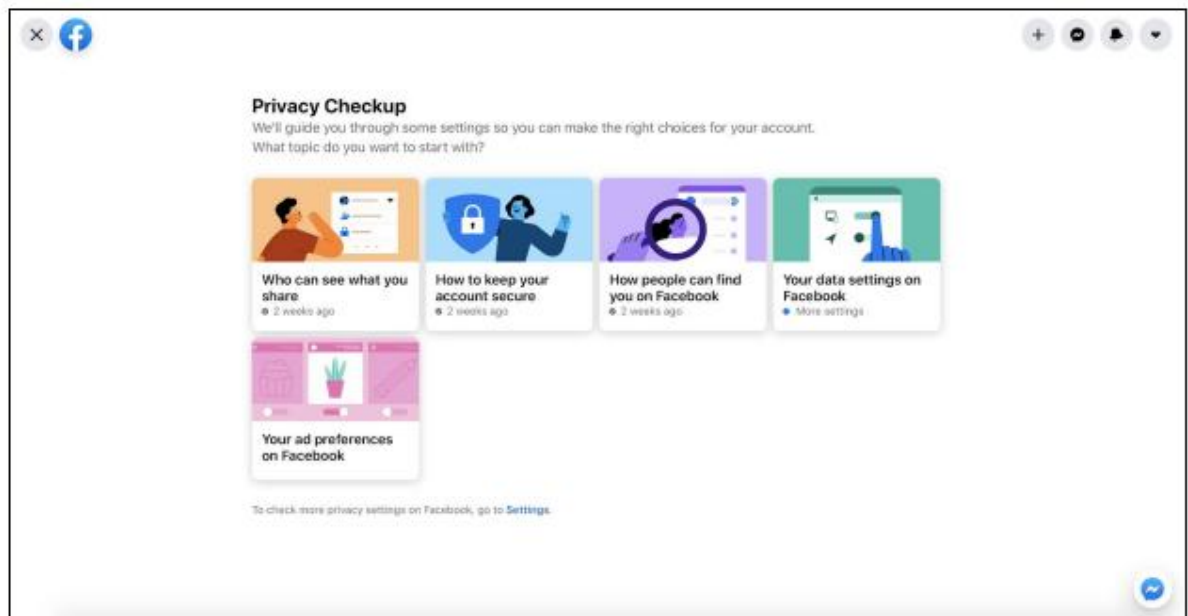 Privacy Checkup
We'll guide you through some settings so you can make the right choices for your account.
What topic do you want to start with?
Who can see what you
share
2 weeks ago
How to keep your
account secure
2 weeks ago
How people can find
you on Facebook
2 weeks ago
Your data settings on
Facebook
More settings
Your ad preferences
on Facebook
To check more privacy settings on Facebook, go to Settings.